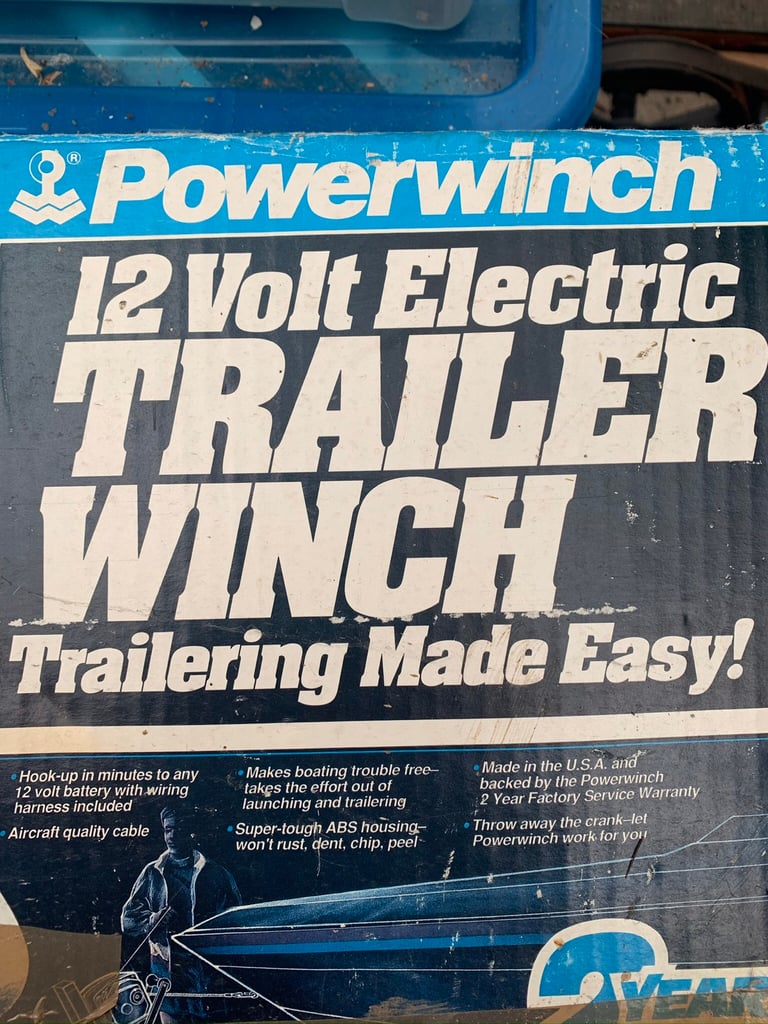 ® Powerwinch
12 Volt Electric
TRAILER
WINCH
Trailering Made Easy!
• Hook-up in minutes to any
12 volt battery with wiring
harness included
• Aircraft quality cable
• Makes boating trouble free–
takes the effort out of
launching and trailering
• Super-tough ABS housing–
won't rust, dent, chip, peel
• Made in the U.S.A. and
backed by the Powerwinch
2 Year Factory Service Warranty
• Throw away the crank–let
Powerwinch work for you
2 YEAR